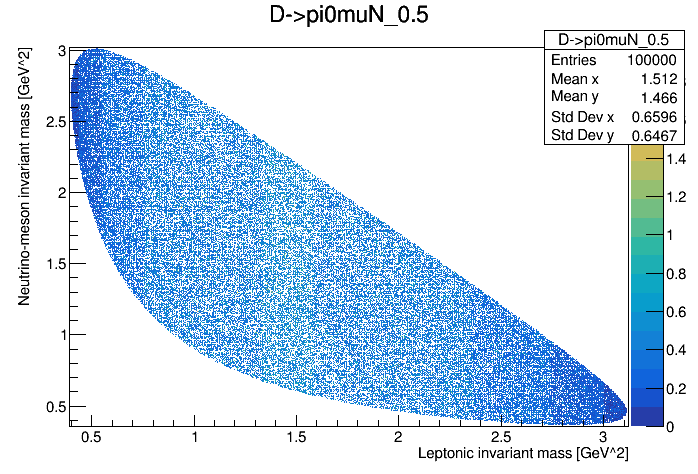 D->pi0muN_0.5
D->pi0muN_0.5
Entries 100000
Mean x 1.512
Mean y 1.466
Std Dev x 0.6596
Std Dev y 0.6467
Neutrino-meson invariant mass [GeV^2]
3
2.5
2
1.5
1
0.5
0.5 1 1.5 2 2.5 3
Leptonic invariant mass [GeV^2]
1.4
1.2
1
0.8
0.6
0.4
0.2
0